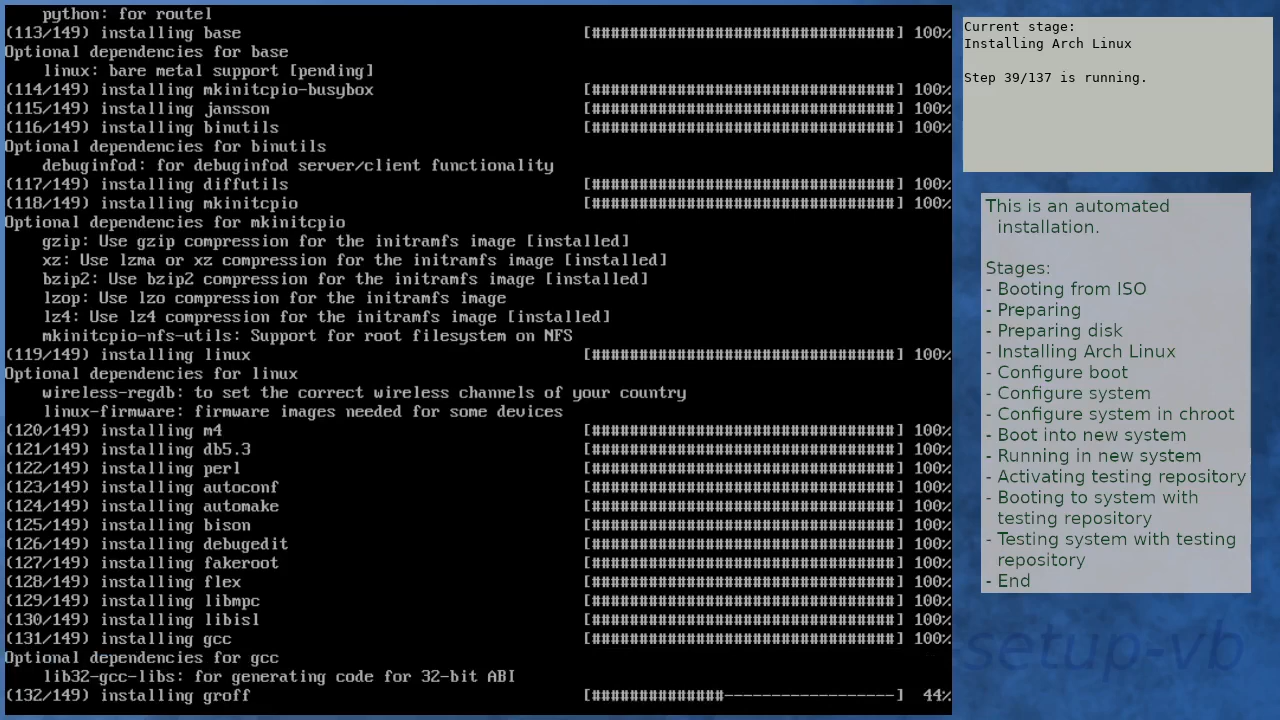 python: for routel
(113/149) installing base [################################] 100%
Optional dependencies for base
linux: bare metal support [pending]
(114/149) installing mkinitcpio-busybox [################################] 100%
(115/149) installing jansson [################################] 100%
(116/149) installing binutils [################################] 100%
Optional dependencies for binutils
debuginfod: for debuginfod server/client functionality
(117/149) installing diffutils [################################] 100%
(118/149) installing mkinitcpio [################################] 100%
Optional dependencies for mkinitcpio
gzip: Use gzip compression for the initramfs image [installed]
xz: Use lzma or xz compression for the initramfs image [installed]
bzip2: Use bzip2 compression for the initramfs image [installed]
lzop: Use lzo compression for the initramfs image
lz4: Use lz4 compression for the initramfs image [installed]
mkinitcpio-nfs-utils: Support for root filesystem on NFS
(119/149) installing linux [################################] 100%
Optional dependencies for linux
wireless-regdb: to set the correct wireless channels of your country
linux-firmware: firmware images needed for some devices
(120/149) installing m4 [################################] 100%
(121/149) installing db5.3 [################################] 100%
(122/149) installing perl [################################] 100%
(123/149) installing autoconf [################################] 100%
(124/149) installing automake [################################] 100%
(125/149) installing bison [################################] 100%
(126/149) installing debugedit [################################] 100%
(127/149) installing fakeroot [################################] 100%
(128/149) installing flex [################################] 100%
(129/149) installing libmpc [################################] 100%
(130/149) installing libisl [################################] 100%
(131/149) installing gcc [################################] 100%
Optional dependencies for gcc
lib32-gcc-libs: for generating code for 32-bit ABI
(132/149) installing groff [##############------------------] 44%
Current stage:
Installing Arch Linux
Step 39/137 is running.
This is an automated
installation.
Stages:
- Booting from ISO
- Preparing
- Preparing disk
- Installing Arch Linux
- Configure boot
- Configure system
- Configure system in chroot
- Boot into new system
- Running in new system
- Activating testing repository
- Booting to system with
testing repository
- Testing system with testing
repository
- End
setup-vb